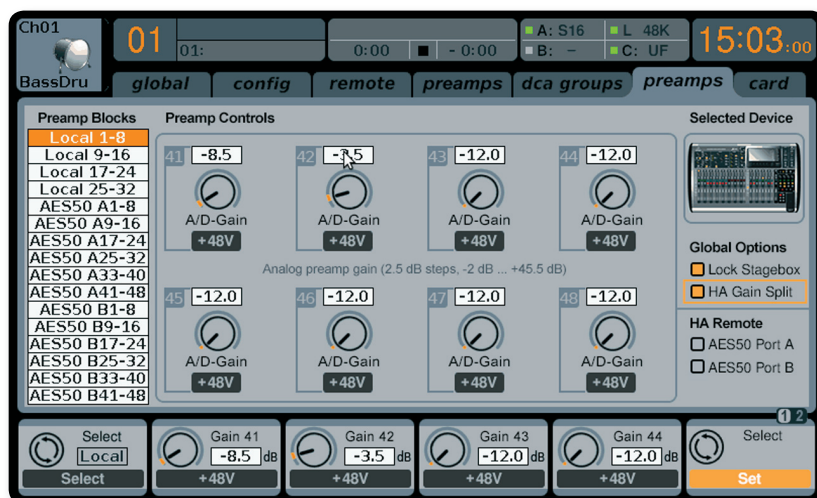 Ch01
BassDru
01
01:
0:00 - 0:00
A: S16 L 48K
B: - C: UF
15:03:00
global config remote preamps dca groups preamps card
Preamp Blocks
Local 1-8
Local 9-16
Local 17-24
Local 25-32
AES50 A1-8
AES50 A9-16
AES50 A17-24
AES50 A25-32
AES50 A33-40
AES50 A41-48
AES50 B1-8
AES50 B9-16
AES50 B17-24
AES50 B25-32
AES50 B33-40
AES50 B41-48
Preamp Controls
41 -8.5
A/D-Gain
+48V
42 -3.5
A/D-Gain
+48V
43 -12.0
A/D-Gain
+48V
44 -12.0
A/D-Gain
+48V
Analog preamp gain (2.5 dB steps, -2 dB ... +45.5 dB)
45 -12.0
A/D-Gain
+48V
46 -12.0
A/D-Gain
+48V
47 -12.0
A/D-Gain
+48V
48 -12.0
A/D-Gain
+48V
Selected Device
Global Options
Lock Stagebox
HA Gain Split
HA Remote
AES50 Port A
AES50 Port B
1 2
Select
Local
Select
Gain 41
-8.5 dB
+48V
Gain 42
-3.5 dB
+48V
Gain 43
-12.0 dB
+48V
Gain 44
-12.0 dB
+48V
Select
Set